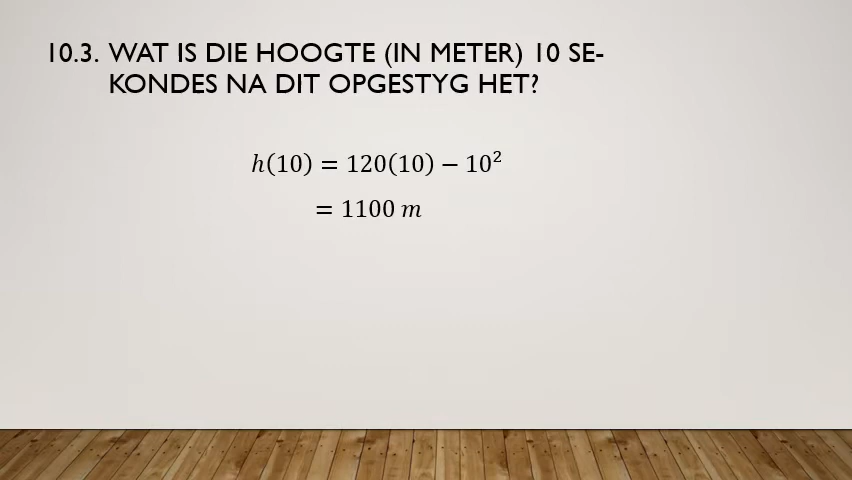 10.3. WAT IS DIE HOOGTE (IN METER) 10 SE-
KONDES NA DIT OPGESTYG HET?
h(10) = 120(10) − 10²
= 1100 m